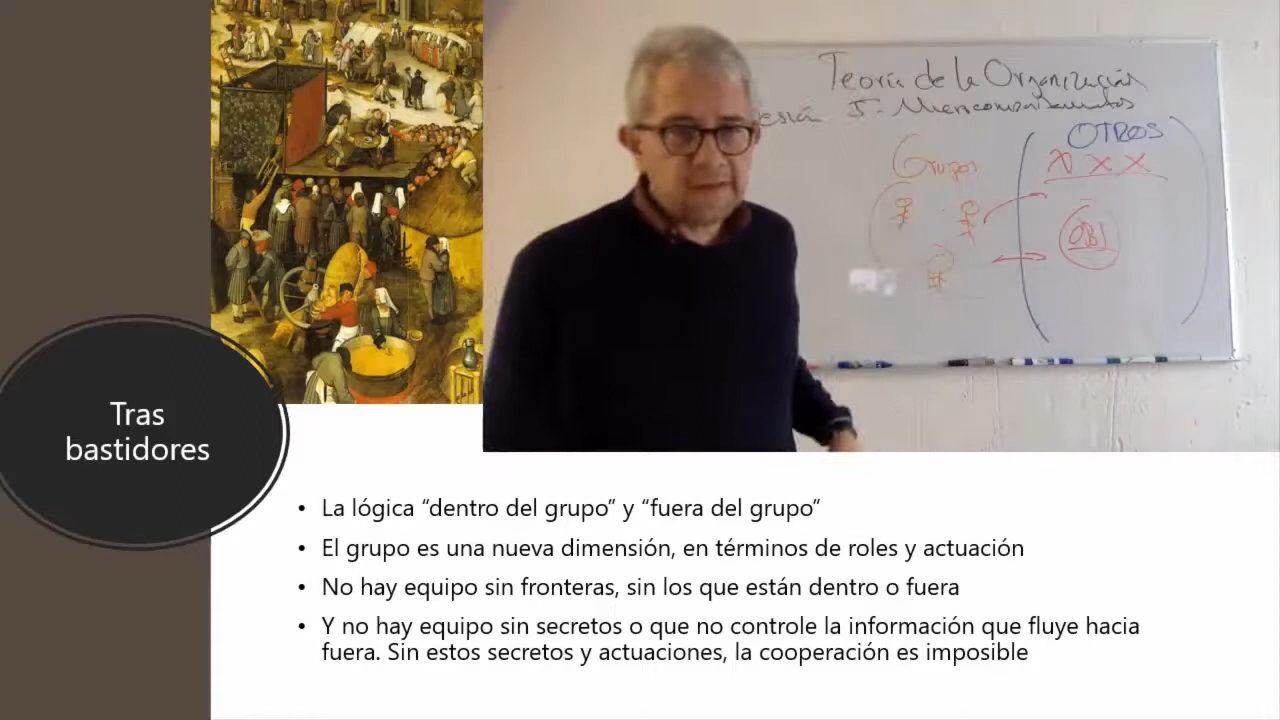 Teoría de la Organización
Sesión 5- Microcomportamientos
OTROS
Grupos
X X X
OBJ
Tras
bastidores
• La lógica “dentro del grupo” y “fuera del grupo”
• El grupo es una nueva dimensión, en términos de roles y actuación
• No hay equipo sin fronteras, sin los que están dentro o fuera
• Y no hay equipo sin secretos o que no controle la información que fluye hacia
fuera. Sin estos secretos y actuaciones, la cooperación es imposible